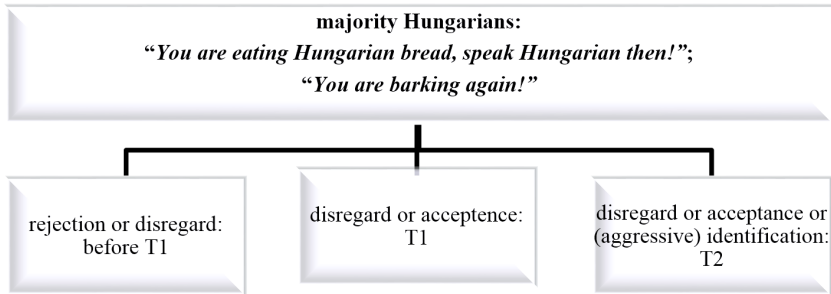 majority Hungarians:
“You are eating Hungarian bread, speak Hungarian then!”;
“You are barking again!”
rejection or disregard:
before T1
disregard or acceptence:
T1
disregard or acceptance or
(aggressive) identification:
T2